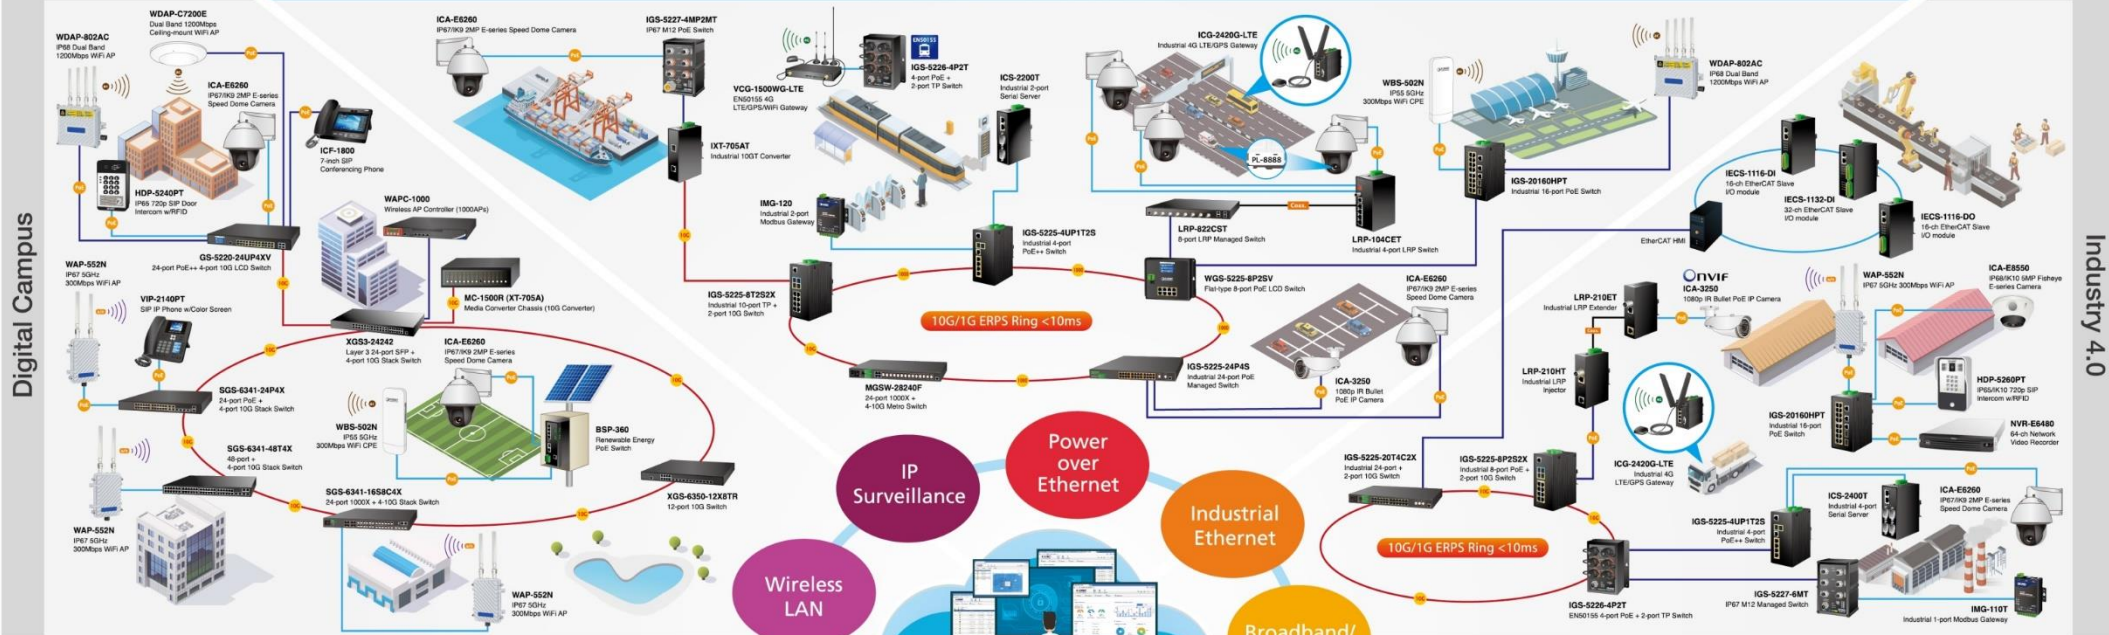 Digital Campus
WDAP-C7200E
Dual Band 1200Mbps
Ceiling-mount WiFi AP
WDAP-802AC
IP68 Dual Band
1200Mbps WiFi AP
ICA-E6260
IP67/IK9 2MP E-series
Speed Dome Camera
ICF-1800
7-inch SIP
Conferencing Phone
HDP-5240PT
IP65 720p SIP Door
Intercom w/RFID
WAPC-1000
Wireless AP Controller (1000APs)
GS-5220-24UP4XV
24-port PoE++ 4-port 10G LCD Switch
WAP-552N
IP67 5GHz
300Mbps WiFi AP
VIP-2140PT
SIP IP Phone w/Color Screen
MC-1500R (XT-705A)
Media Converter Chassis (10G Converter)
XGS3-24242
Layer 3 24-port SFP +
4-port 10G Stack Switch
ICA-E6260
IP67/IK9 2MP E-series
Speed Dome Camera
SGS-6341-24P4X
24-port PoE +
4-port 10G Stack Switch
WBS-502N
IP55 5GHz
300Mbps WiFi CPE
BSP-360
Renewable Energy
PoE Switch
SGS-6341-48T4X
48-port +
4-port 10G Stack Switch
SGS-6341-16S8C4X
24-port 1000X + 4-10G Stack Switch
XGS-6350-12X8TR
12-port 10G Switch
WAP-552N
IP67 5GHz
300Mbps WiFi AP
WAP-552N
IP67 5GHz
300Mbps WiFi AP
ICA-E6260
IP67/IK9 2MP E-series Speed Dome Camera
IGS-5227-4MP2MT
IP67 M12 PoE Switch
EN50155
IGS-5226-4P2T
4-port PoE +
2-port TP Switch
VCG-1500WG-LTE
EN50155 4G
LTE/GPS/WiFi Gateway
ICS-2200T
Industrial 2-port
Serial Server
IXT-705AT
Industrial 10GT Converter
IMG-120
Industrial 2-port
Modbus Gateway
IGS-5225-4UP1T2S
Industrial 4-port
PoE++ Switch
IGS-5225-8T2S2X
Industrial 10-port TP +
2-port 10G Switch
10G/1G ERPS Ring <10ms
MGSW-28240F
24-port 1000X +
4-10G Metro Switch
ICG-2420G-LTE
Industrial 4G LTE/GPS Gateway
PL-8888
LRP-822CST
8-port LRP Managed Switch
Coax.
LRP-104CET
Industrial 4-port LRP Switch
WGS-5225-8P2SV
Flat-type 8-port PoE LCD Switch
ICA-E6260
IP67/IK9 2MP E-series
Speed Dome Camera
IGS-5225-24P4S
Industrial 24-port PoE
Managed Switch
ICA-3250
1080p IR Bullet
PoE IP Camera
WBS-502N
IP55 5GHz
300Mbps WiFi CPE
WDAP-802AC
IP68 Dual Band
1200Mbps WiFi AP
IGS-20160HPT
Industrial 16-port PoE Switch
IECS-1116-DI
16-ch EtherCAT Slave
I/O module
IECS-1132-DI
32-ch EtherCAT Slave
I/O module
IECS-1116-DO
16-ch EtherCAT Slave
I/O module
EtherCAT HMI
ONVIF
ICA-3250
1080p IR Bullet PoE IP Camera
LRP-210ET
Industrial LRP Extender
WAP-552N
IP67 5GHz 300Mbps WiFi AP
ICA-E8550
IP68/IK10 5MP Fisheye
E-series Camera
LRP-210HT
Industrial LRP
Injector
HDP-5260PT
IP65/IK10 720p SIP
Intercom w/RFID
IGS-20160HPT
Industrial 16-port
PoE Switch
NVR-E6480
64-ch Network
Video Recorder
ICG-2420G-LTE
Industrial 4G
LTE/GPS Gateway
IGS-5225-20T4C2X
Industrial 24-port +
2-port 10G Switch
IGS-5225-8P2S2X
Industrial 8-port PoE +
2-port 10G Switch
ICS-2400T
Industrial 4-port
Serial Server
ICA-E6260
IP67/IK9 2MP E-series
Speed Dome Camera
IGS-5225-4UP1T2S
Industrial 4-port
PoE++ Switch
10G/1G ERPS Ring <10ms
IGS-5226-4P2T
EN50155 4-port PoE + 2-port TP Switch
IGS-5227-6MT
IP67 M12 Managed Switch
IMG-110T
Industrial 1-port Modbus Gateway
IP
Surveillance
Power
over
Ethernet
Industrial
Ethernet
Wireless
LAN
Broadband/
Industry 4.0